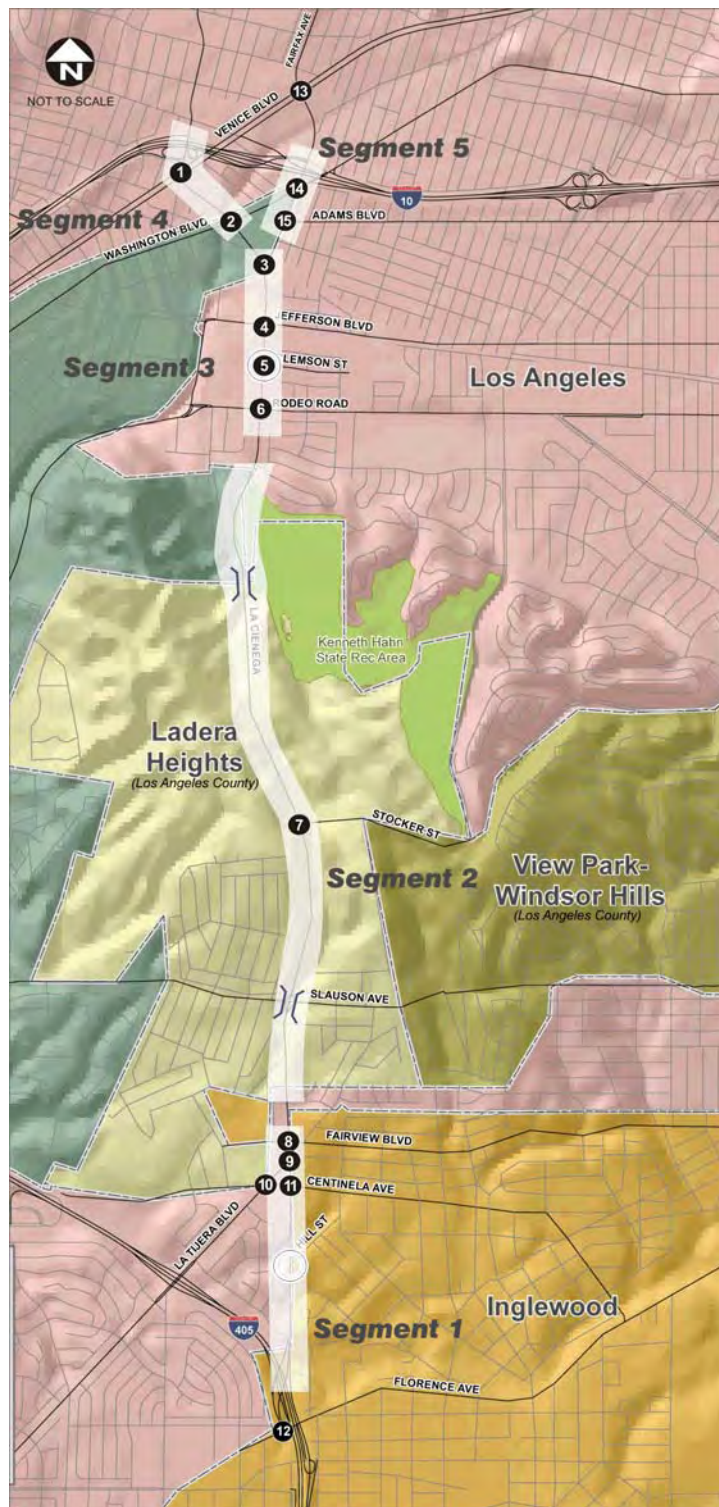 FAIRFAX AVE
N
NOT TO SCALE
13
VENICE BLVD
Segment 5
1
14
10
Segment 4
2
15
ADAMS BLVD
WASHINGTON BLVD
3
4
JEFFERSON BLVD
Segment 3
5
LEMSON ST
Los Angeles
6
RODEO ROAD
LA CIENEGA
Kenneth Hahn
State Rec Area
Ladera
Heights
(Los Angeles County)
7
STOCKER ST
Segment 2
View Park-
Windsor Hills
(Los Angeles County)
SLAUSON AVE
8
FAIRVIEW BLVD
9
10
11
CENTINELA AVE
LA TIJERA BLVD
HILL ST
Inglewood
405
Segment 1
FLORENCE AVE
12